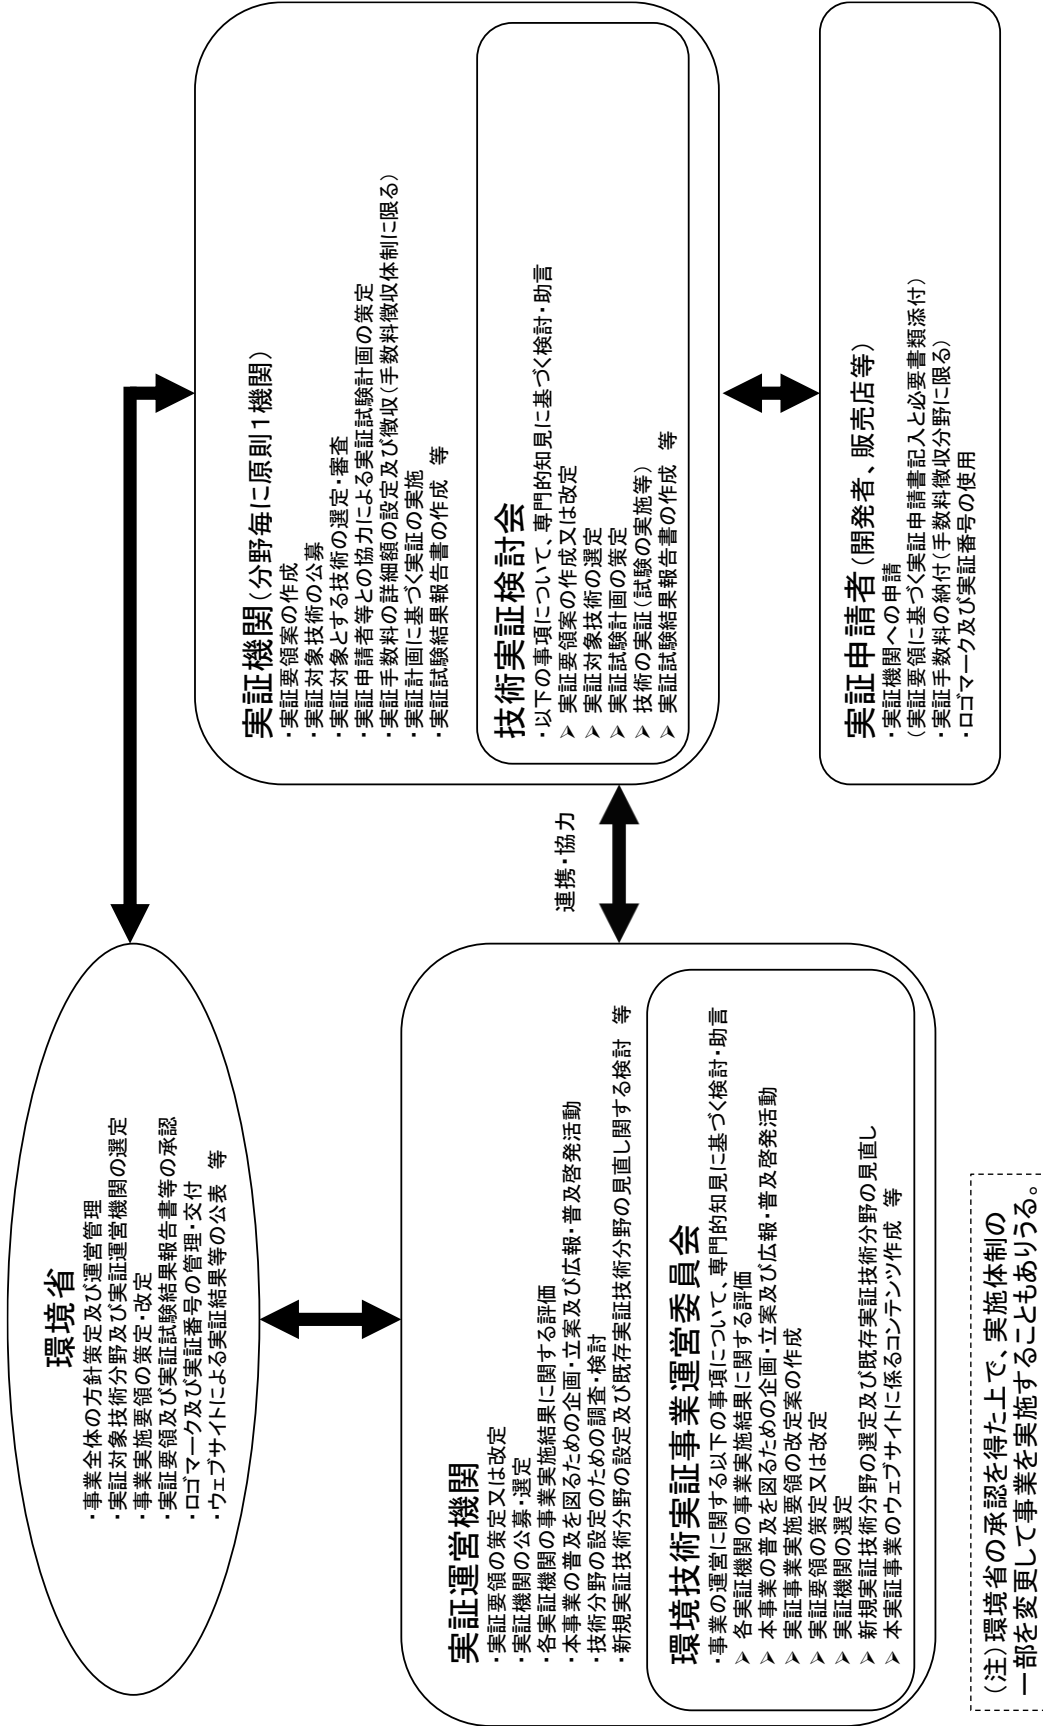 環境省
・事業全体の方針策定及び運営管理
・実証対象技術分野及び実証運営機関の選定
・事業実施要領の策定・改定
・実証要領及び実証試験結果報告書等の承認
・ロゴマーク及び実証番号の管理・交付
・ウェブサイトによる実証結果等の公表 等
実証運営機関
・実証要領の策定又は改定
・実証機関の公募・選定
・各実証機関の事業実施結果に関する評価
・本事業の普及を図るための企画・立案及び広報・普及啓発活動
・技術分野の設定のための調査・検討
・新規実証技術分野の設定及び既存実証技術分野の見直し関する検討 等
環境技術実証事業運営委員会
・事業の運営に関する以下の事項について、専門的知見に基づく検討・助言
➢ 各実証機関の事業実施結果に関する評価
➢ 本事業の普及を図るための企画・立案及び広報・普及啓発活動
➢ 実証事業実施要領の改定案の作成
➢ 実証要領の策定又は改定
➢ 実証機関の選定
➢ 新規実証技術分野の選定及び既存実証技術分野の見直し
➢ 本実証事業のウェブサイトに係るコンテンツ作成 等
連携・協力
実証機関(分野毎に原則1機関)
・実証要領案の作成
・実証対象技術の公募
・実証対象とする技術の選定・審査
・実証申請者等との協力による実証試験計画の策定
・実証手数料の詳細額の設定及び徴収(手数料徴収体制に限る)
・実証計画に基づく実証の実施
・実証試験結果報告書の作成 等
技術実証検討会
・以下の事項について、専門的知見に基づく検討・助言
➢ 実証要領案の作成又は改定
➢ 実証対象技術の選定
➢ 実証試験計画の策定
➢ 技術の実証(試験の実施等)
➢ 実証試験結果報告書の作成 等
実証申請者(開発者、販売店等)
・実証機関への申請
(実証要領に基づく実証申請書記入と必要書類添付)
・実証手数料の納付(手数料徴収分野に限る)
・ロゴマーク及び実証番号の使用
(注)環境省の承認を得た上で、実施体制の
一部を変更して事業を実施することもありうる。